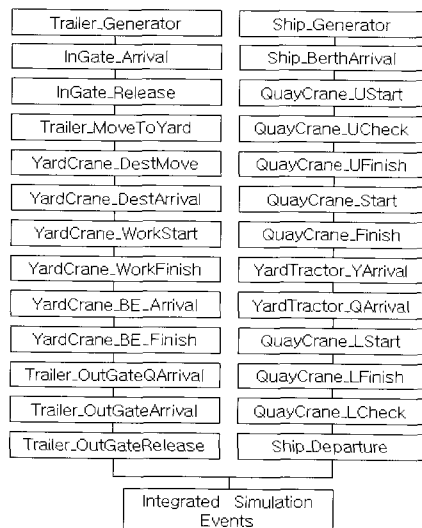 Trailer_Generator
InGate_Arrival
InGate_Release
Trailer_MoveToYard
YardCrane_DestMove
YardCrane_DestArrival
YardCrane_WorkStart
YardCrane_WorkFinish
YardCrane_BE_Arrival
YardCrane_BE_Finish
Trailer_OutGateQArrival
Trailer_OutGateArrival
Trailer_OutGateRelease
Ship_Generator
Ship_BerthArrival
QuayCrane_UStart
QuayCrane_UCheck
QuayCrane_UFinish
QuayCrane_Start
QuayCrane_Finish
YardTractor_YArrival
YardTractor_QArrival
QuayCrane_LStart
QuayCrane_LFinish
QuayCrane_LCheck
Ship_Departure
Integrated Simulation
Events